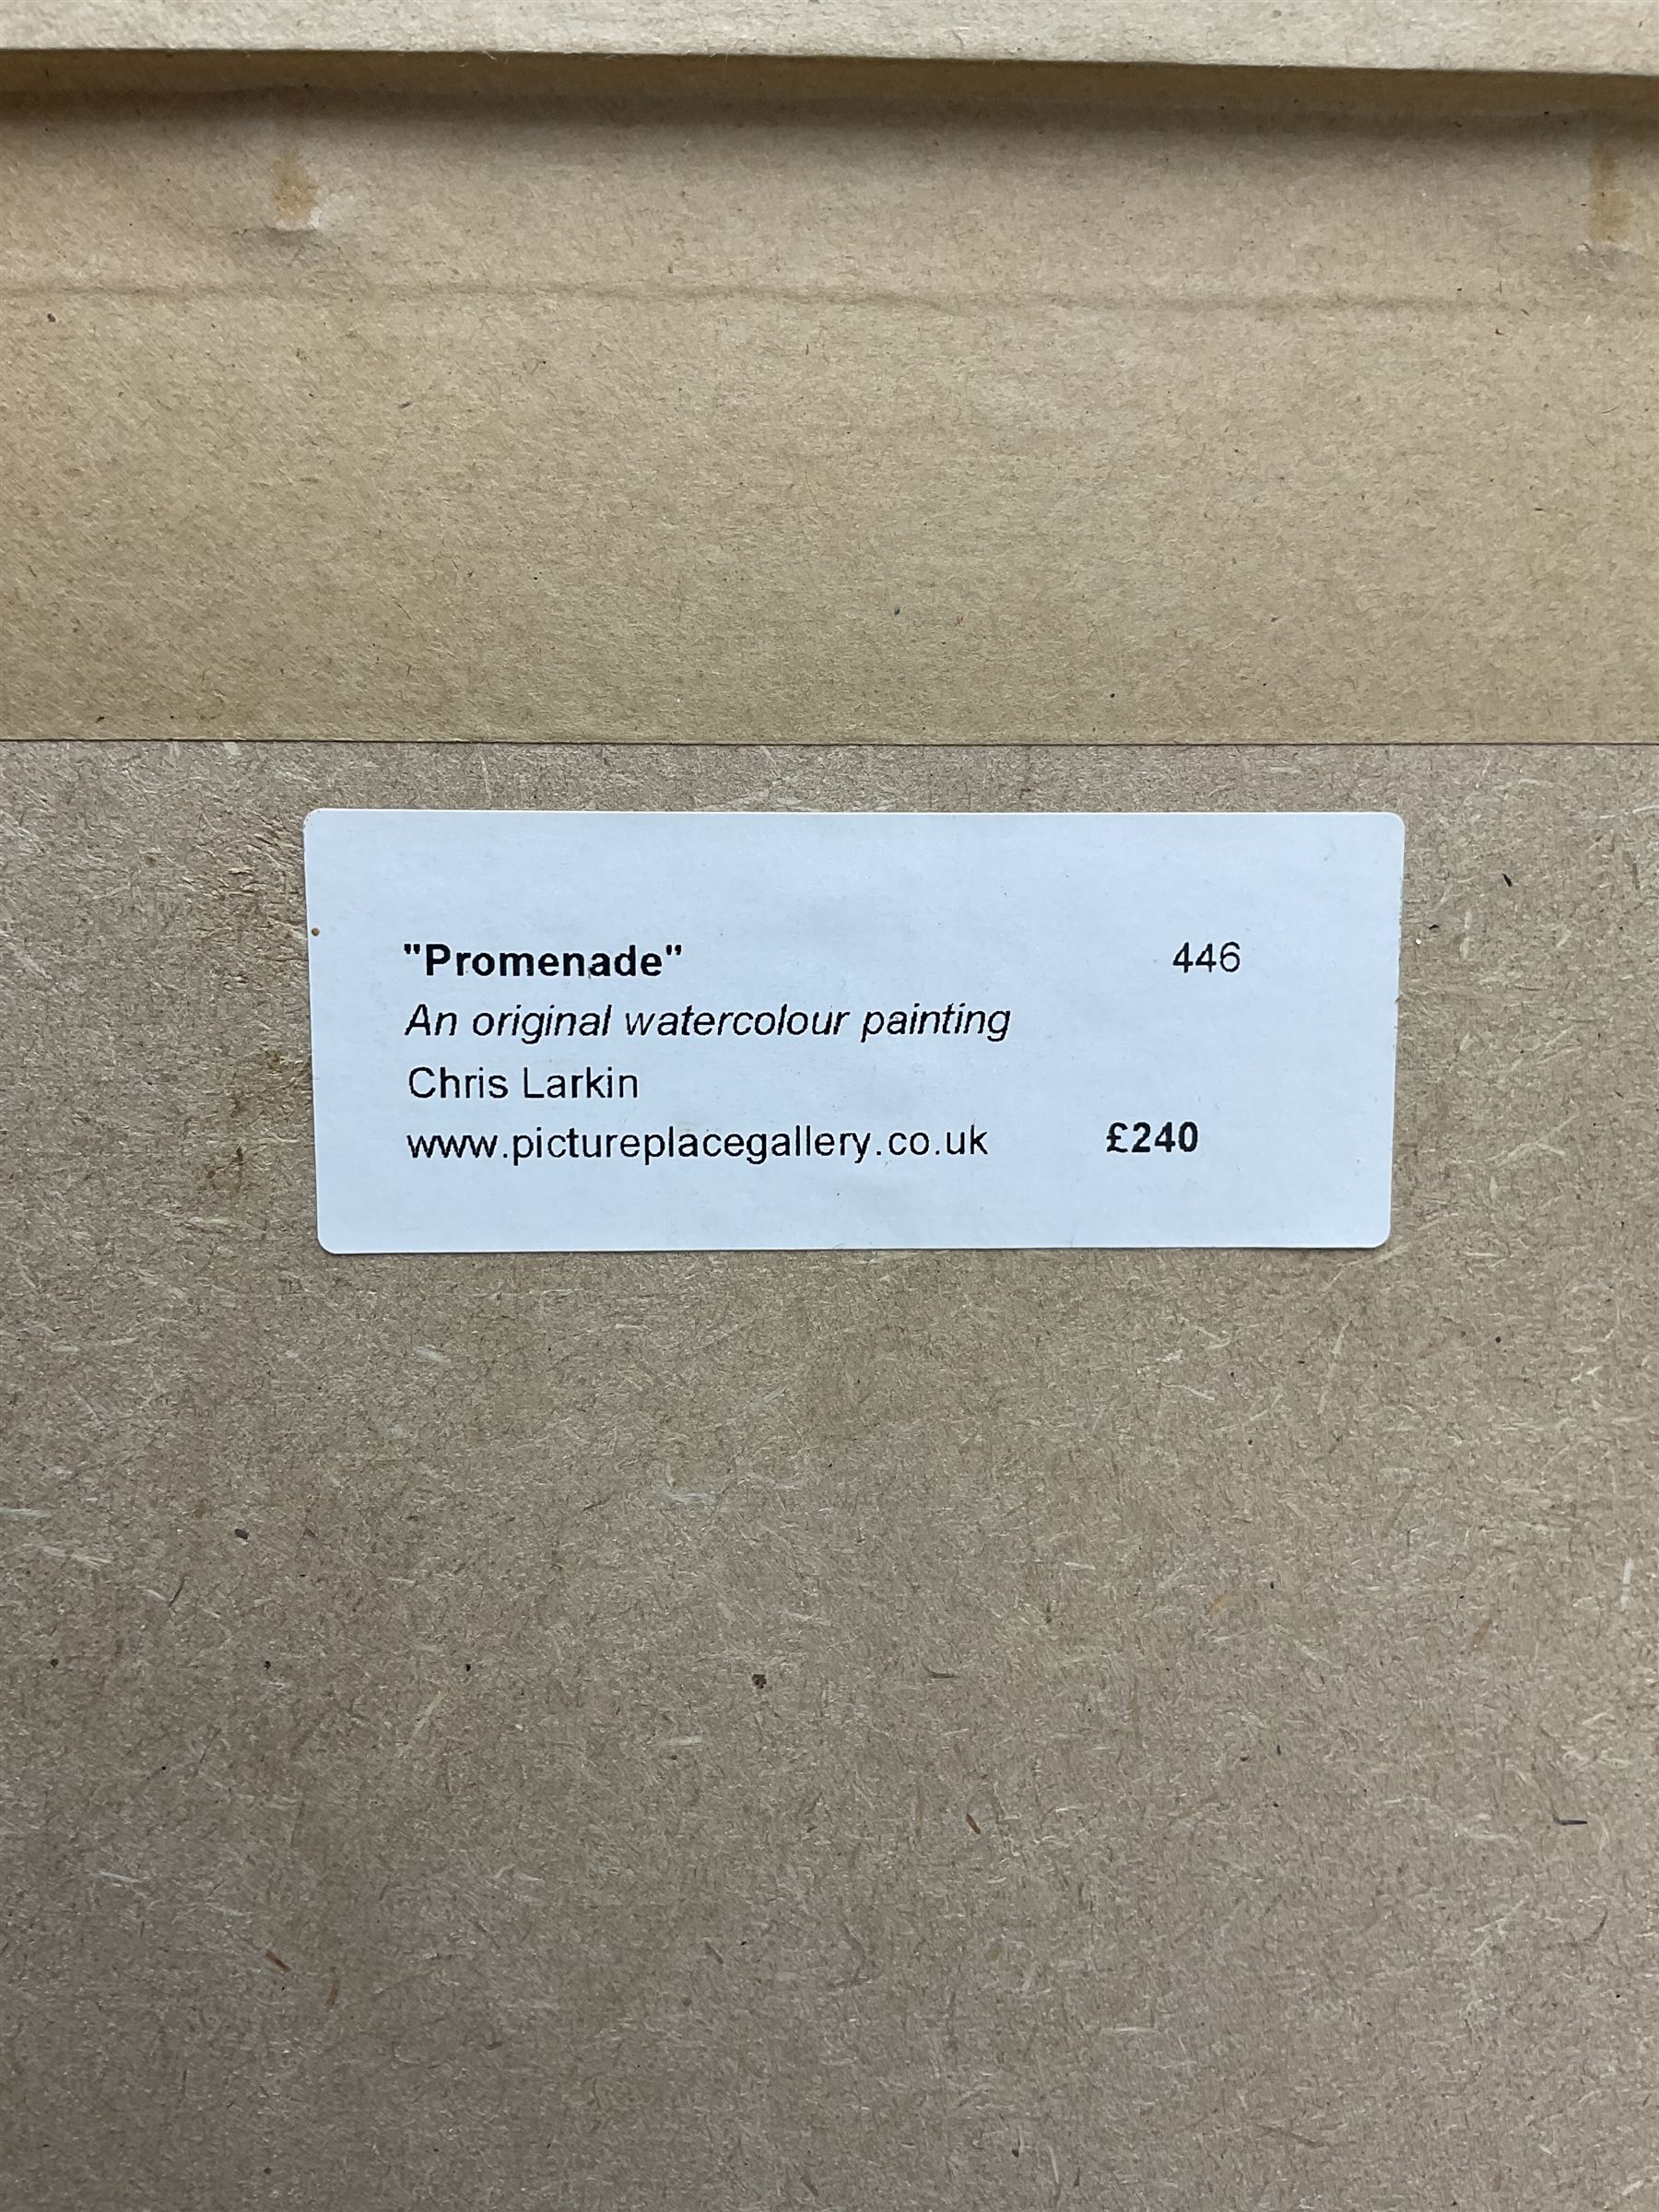 "Promenade" 446
An original watercolour painting
Chris Larkin
www.pictureplacegallery.co.uk £240